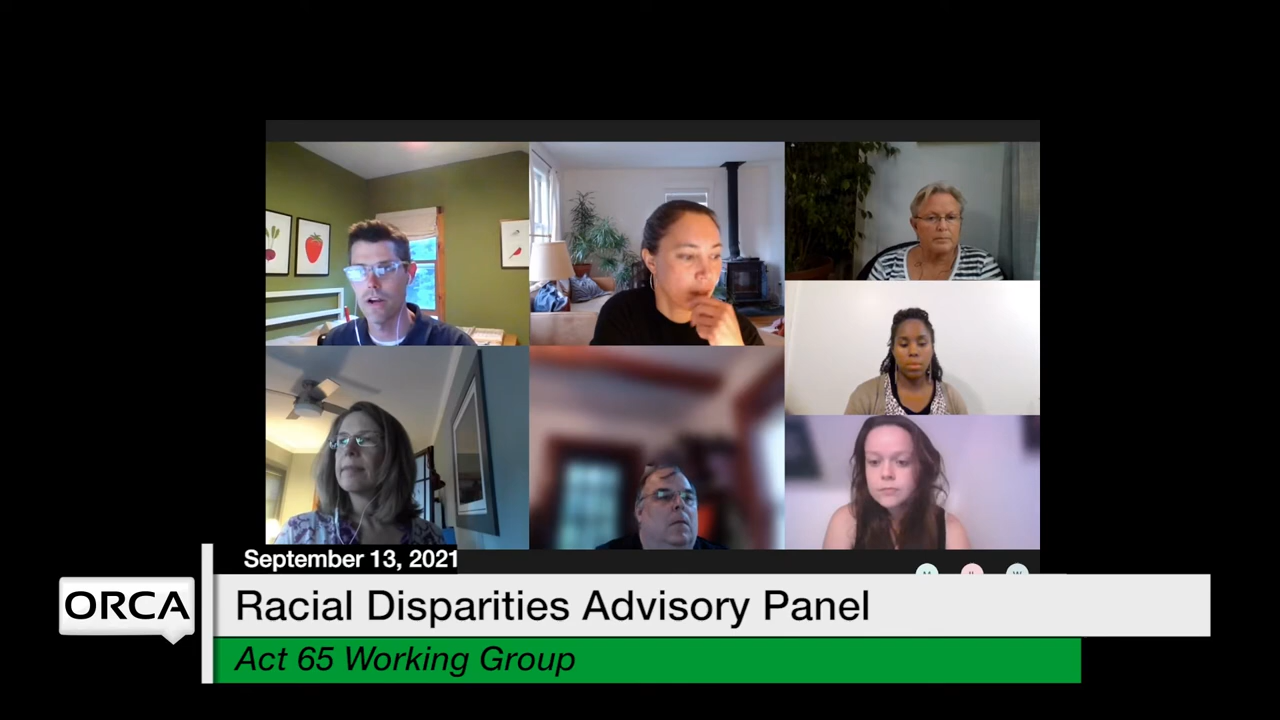 September 13, 2021
ORCA
Racial Disparities Advisory Panel
Act 65 Working Group